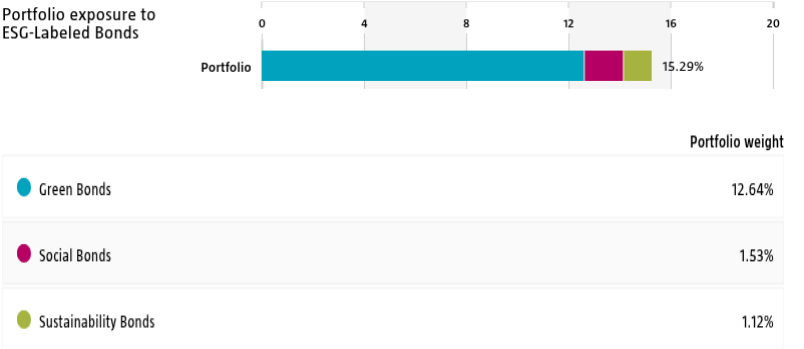 Portfolio exposure to
ESG-Labeled Bonds
0 4 8 12 16 20
Portfolio 15.29%
Portfolio weight
Green Bonds 12.64%
Social Bonds 1.53%
Sustainability Bonds 1.12%